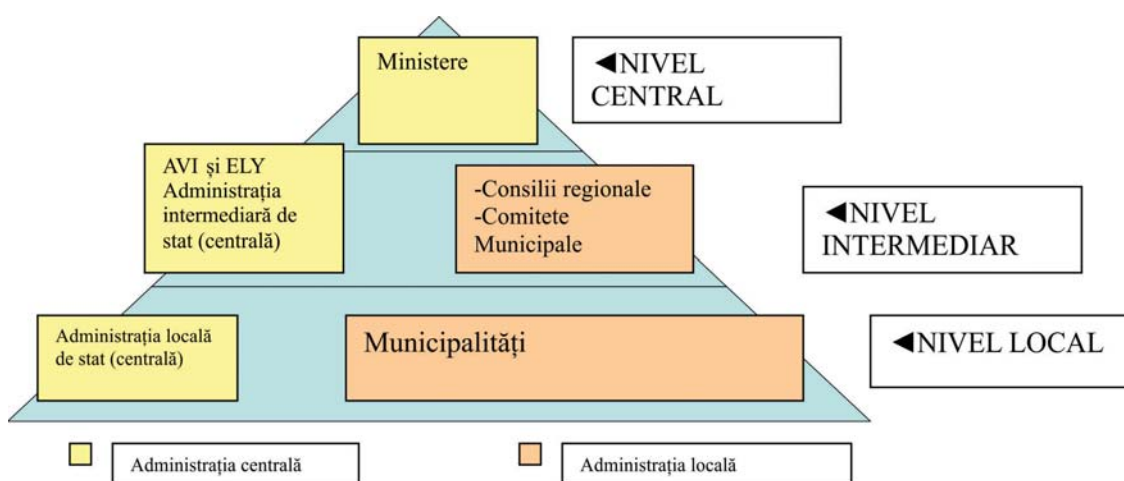 Ministere
◄NIVEL
CENTRAL
AVI și ELY
Administrația
intermediară de
stat (centrală)
-Consilii regionale
-Comitete
Municipale
◄NIVEL
INTERMEDIAR
Administrația locală
de stat (centrală)
Municipalități
◄NIVEL LOCAL
Administrația centrală
Administrația locală